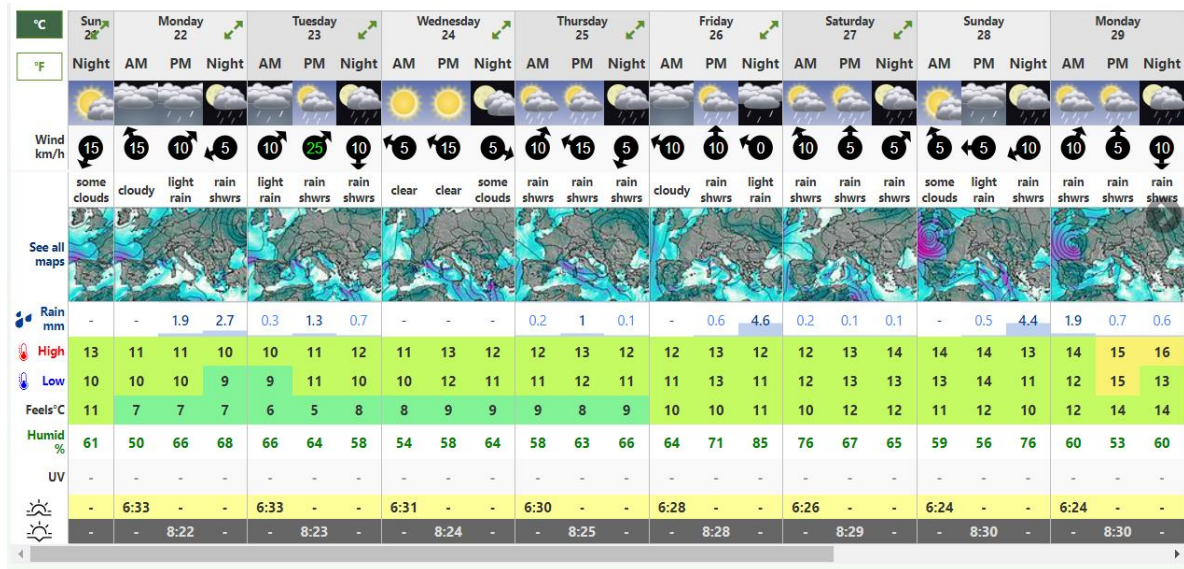 °C Sun 21 Monday 22 Tuesday 23 Wednesday 24 Thursday 25 Friday 26 Saturday 27 Sunday 28 Monday 29
°F Night AM PM Night AM PM Night AM PM Night AM PM Night AM PM Night AM PM Night AM PM Night AM PM Night
Wind km/h 15 15 10 5 10 25 10 5 15 5 10 15 5 10 10 0 10 5 5 5 5 10 10 5 10
some clouds cloudy light rain rain shwrs light rain rain shwrs rain shwrs clear clear some clouds rain shwrs rain shwrs rain shwrs cloudy rain shwrs light rain rain shwrs rain shwrs rain shwrs some clouds light rain rain shwrs rain shwrs rain shwrs rain shwrs
See all maps
Rain mm - - 1.9 2.7 0.3 1.3 0.7 - - - 0.2 1 0.1 - 0.6 4.6 0.2 0.1 0.1 - 0.5 4.4 1.9 0.7 0.6
High 13 11 11 10 10 11 12 11 13 12 12 13 12 12 13 12 12 13 14 14 14 13 14 15 16
Low 10 10 10 9 9 11 10 10 12 11 11 12 11 11 13 11 12 13 13 13 14 11 12 15 13
Feels°C 11 7 7 7 6 5 8 8 9 9 9 8 9 10 10 11 10 12 12 11 12 10 12 14 14
Humid % 61 50 66 68 66 64 58 54 58 64 58 63 66 64 71 85 76 67 65 59 56 76 60 53 60
UV - - - - - - - - - - - - - - - - - - - - - - - - -
- 6:33 - - 6:33 - - 6:31 - - 6:30 - - 6:28 - - 6:26 - - 6:24 - - 6:24 - -
- - 8:22 - - 8:23 - - 8:24 - - 8:25 - - 8:28 - - 8:29 - - 8:30 - - 8:30 -